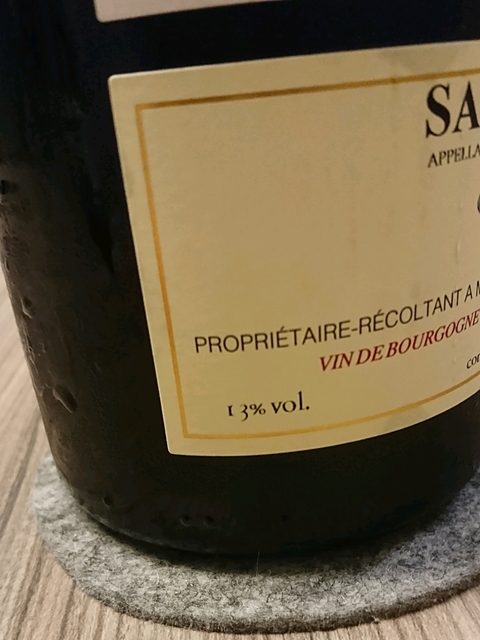 SA
APPELLA
PROPRIÉTAIRE-RÉCOLTANT A M
VIN DE BOURGOGNE
13% vol.